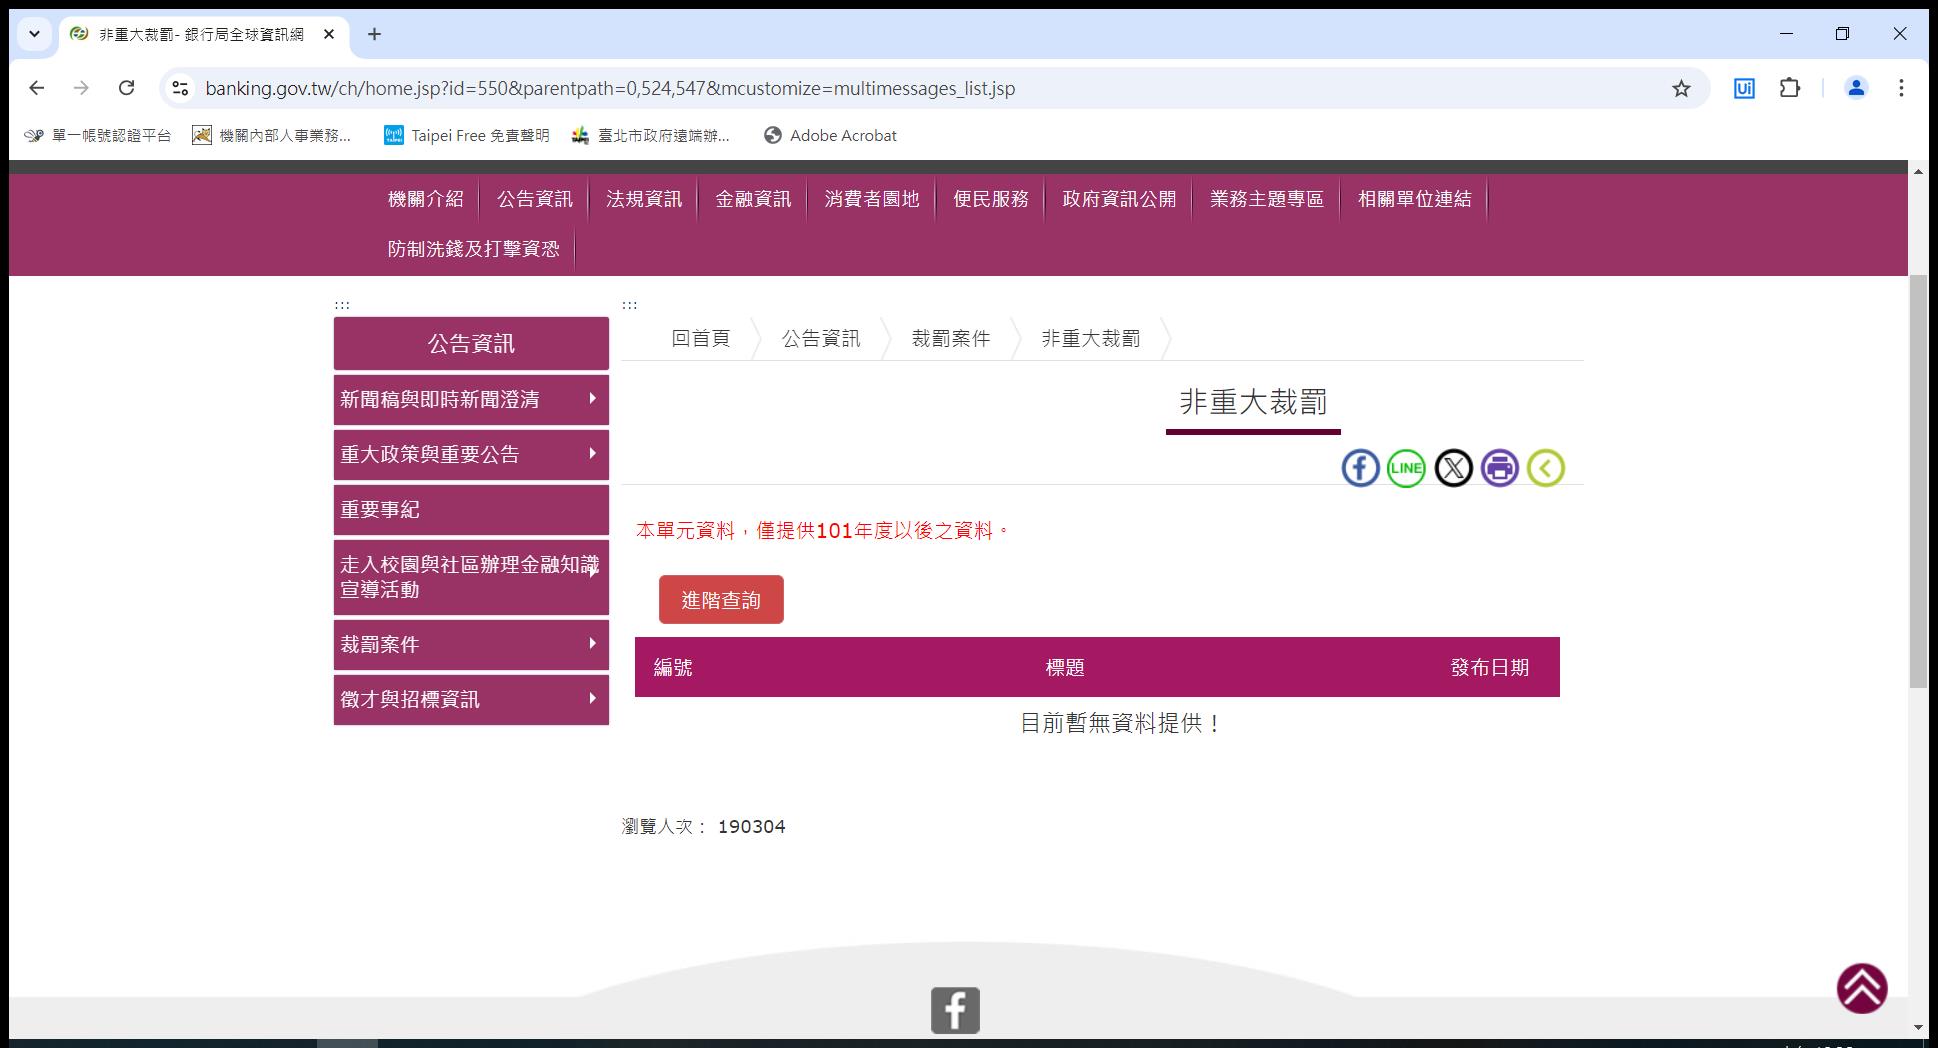 非重大裁罰- 銀行局全球資訊網
banking.gov.tw/ch/home.jsp?id=550&parentpath=0,524,547&mcustomize=multimessages_list.jsp
Ui
單一帳號認證平台 機關內部人事業務... Taipei Free 免責聲明 臺北市政府遠端辦... Adobe Acrobat
機關介紹 公告資訊 法規資訊 金融資訊 消費者園地 便民服務 政府資訊公開 業務主題專區 相關單位連結
防制洗錢及打擊資恐
::: :::
公告資訊
新聞稿與即時新聞澄清
重大政策與重要公告
重要事紀
走入校園與社區辦理金融知識
宣導活動
裁罰案件
徵才與招標資訊
回首頁 公告資訊 裁罰案件 非重大裁罰
非重大裁罰
LINE
本單元資料，僅提供101年度以後之資料。
進階查詢
編號 標題 發布日期
目前暫無資料提供！
瀏覽人次： 190304